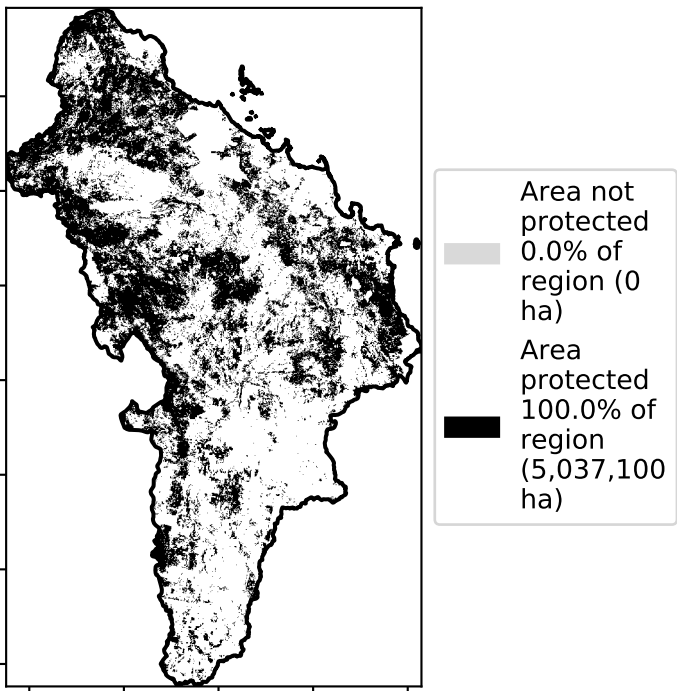 Area not
protected
0.0% of
region (0
ha)
Area
protected
100.0% of
region
(5,037,100
ha)